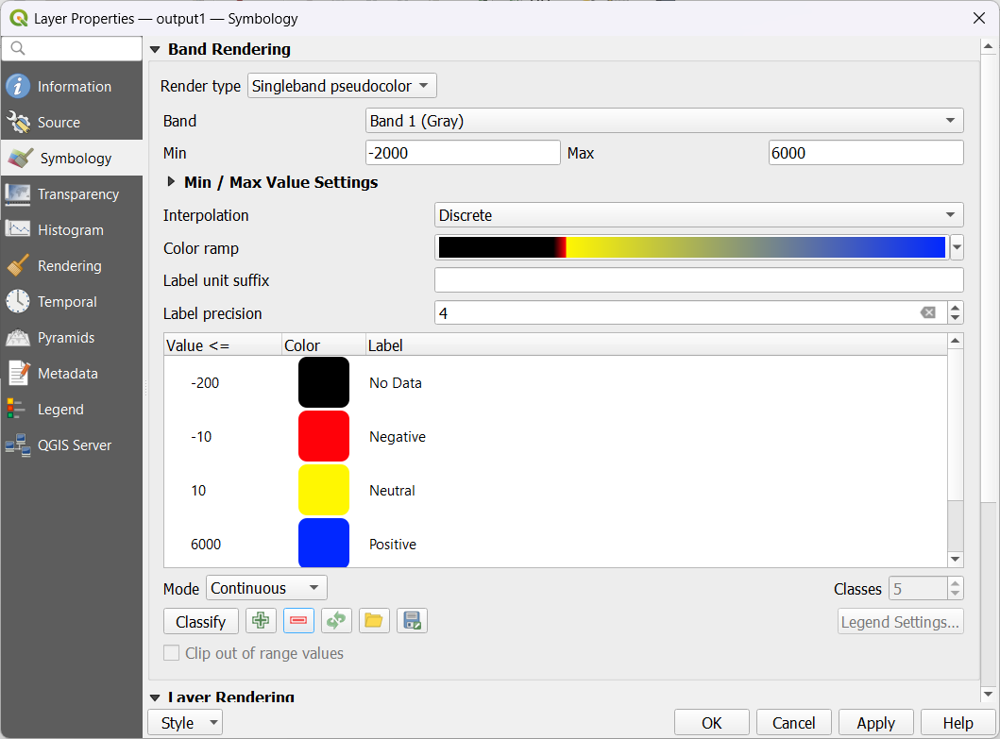 Layer Properties — output1 — Symbology
Information
Source
Symbology
Transparency
Histogram
Rendering
Temporal
Pyramids
Metadata
Legend
QGIS Server
Band Rendering
Render type Singleband pseudocolor
Band Band 1 (Gray)
Min -2000 Max 6000
Min / Max Value Settings
Interpolation Discrete
Color ramp
Label unit suffix
Label precision 4
Value <= Color Label
-200 No Data
-10 Negative
10 Neutral
6000 Positive
Mode Continuous Classes 5
Classify Legend Settings...
Clip out of range values
Layer Rendering
Style OK Cancel Apply Help